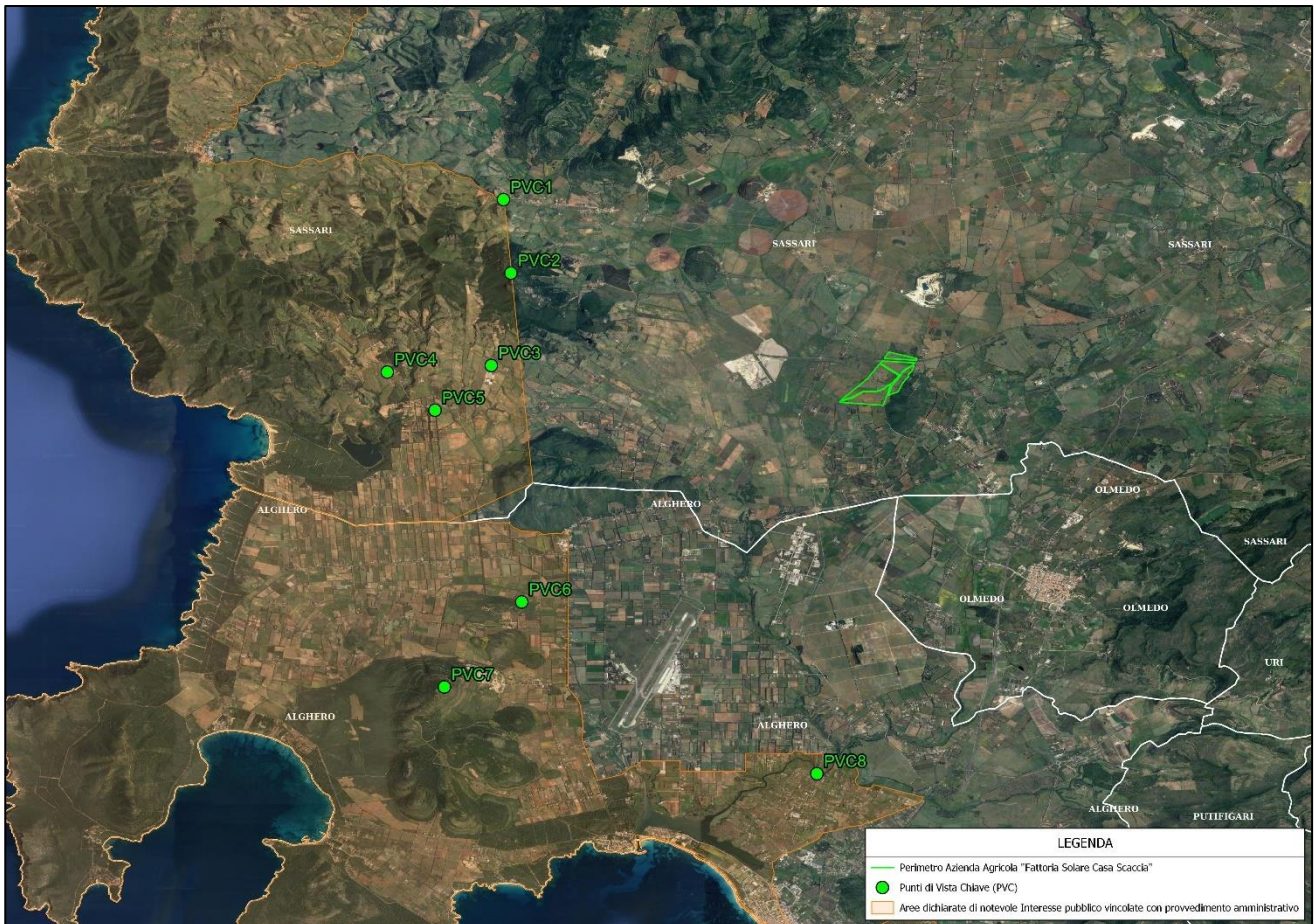 PVC1
SASSARI
SASSARI
SASSARI
PVC2
PVC3
PVC4
PVC5
OLMEDO
ALGHERO
ALGHERO
SASSARI
OLMEDO
PVC6
OLMEDO
URI
PVC7
ALGHERO
ALGHERO
PVC8
ALGHERO
PUTIFIGARI
LEGENDA
Perimetro Azienda Agricola "Fattoria Solare Casa Scaccia"
Punti di Vista Chiave (PVC)
Aree dichiarate di notevole Interesse pubblico vincolate con provvedimento amministrativo